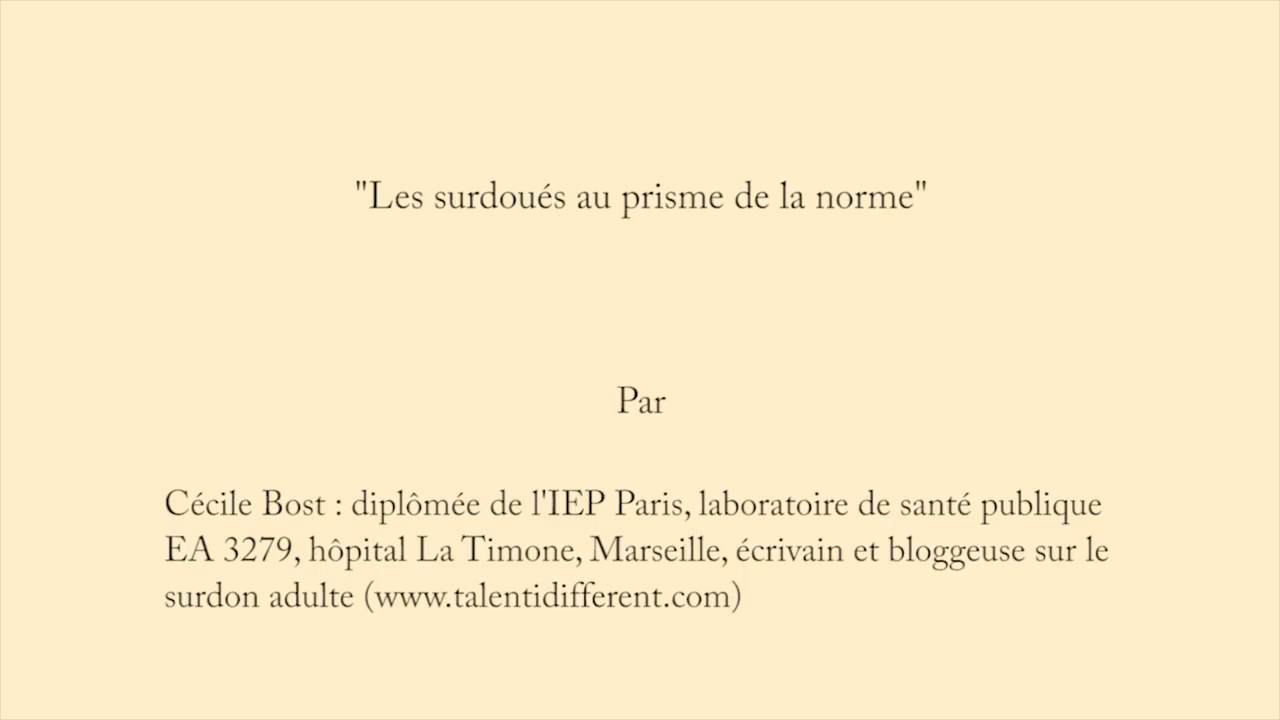 "Les surdoués au prisme de la norme"
Par
Cécile Bost : diplômée de l'IEP Paris, laboratoire de santé publique
EA 3279, hôpital La Timone, Marseille, écrivain et bloggeuse sur le
surdon adulte (www.talentidifferent.com)